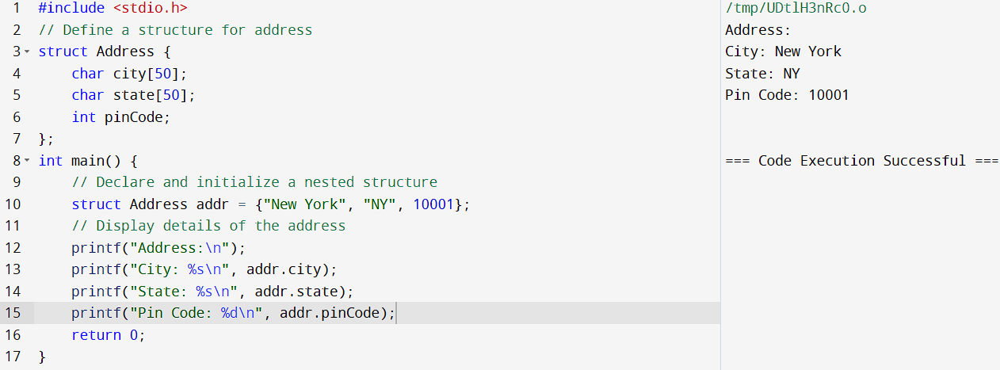 1 #include <stdio.h>
2 // Define a structure for address
3 struct Address {
4     char city[50];
5     char state[50];
6     int pinCode;
7 };
8 int main() {
9     // Declare and initialize a nested structure
10     struct Address addr = {"New York", "NY", 10001};
11     // Display details of the address
12     printf("Address:\n");
13     printf("City: %s\n", addr.city);
14     printf("State: %s\n", addr.state);
15     printf("Pin Code: %d\n", addr.pinCode);
16     return 0;
17 }
/tmp/UDtlH3nRc0.o
Address:
City: New York
State: NY
Pin Code: 10001
=== Code Execution Successful ===